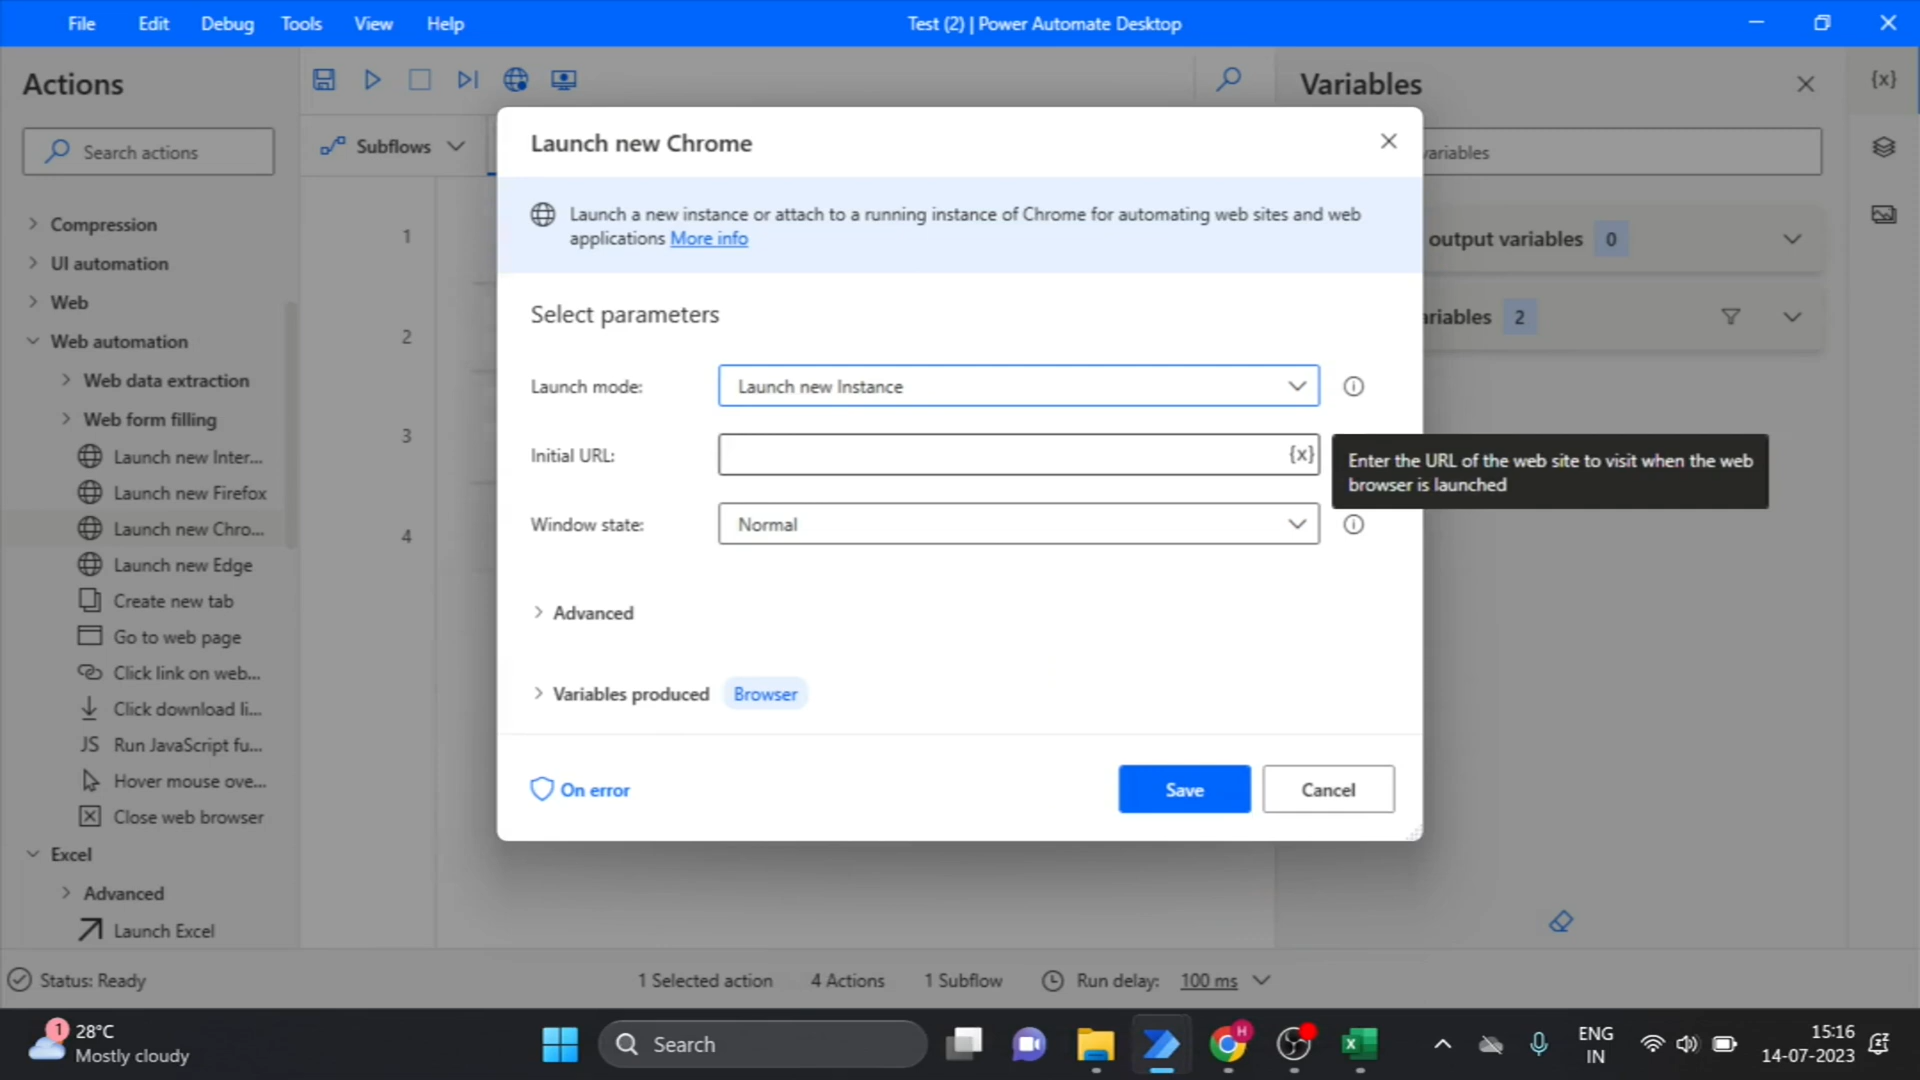 File Edit Debug Tools View Help
Test (2) | Power Automate Desktop
Actions
Search actions
Compression
UI automation
Web
Web automation
Web data extraction
Web form filling
Launch new Inter...
Launch new Firefox
Launch new Chro...
Launch new Edge
Create new tab
Go to web page
Click link on web...
Click download li...
JS Run JavaScript fu...
Hover mouse ove...
Close web browser
Excel
Advanced
Launch Excel
Subflows
1
2
3
4
Launch new Chrome
Launch a new instance or attach to a running instance of Chrome for automating web sites and web
applications More info
Select parameters
Launch mode: Launch new Instance
Initial URL: {x}
Enter the URL of the web site to visit when the web
browser is launched
Window state: Normal
Advanced
Variables produced Browser
On error
Save Cancel
Variables
{x}
variables
output variables 0
ariables 2
Status: Ready 1 Selected action 4 Actions 1 Subflow Run delay: 100 ms
1
28°C
Mostly cloudy
Search
H
ENG
IN
15:16
14-07-2023